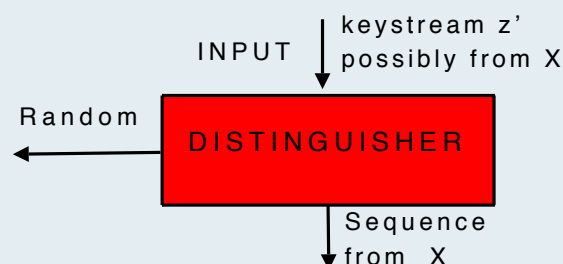 keystream z'
INPUT
possibly from X
Random
DISTINGUISHER
Sequence
from X